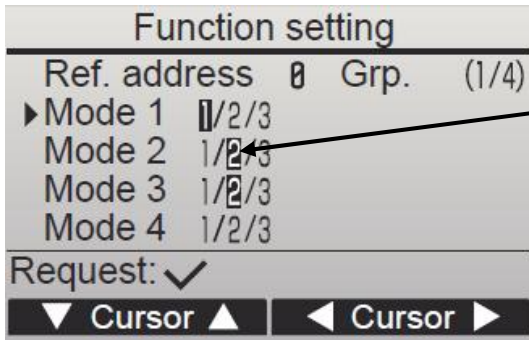 Function setting
Ref. address 0 Grp. (1/4)
▶Mode 1 1/2/3
Mode 2 1/2/3
Mode 3 1/2/3
Mode 4 1/2/3
Request: ✓
▼ Cursor ▲ ◀ Cursor ▶